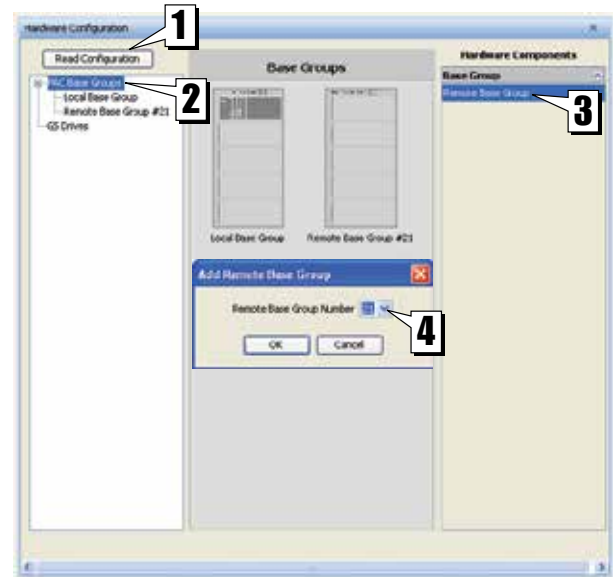 Hardware Configuration
1
Read Configuration
PAC Base Groups
2
Local Base Group
Remote Base Group #21
GS Drives
Base Groups
Local Base Group
Remote Base Group #21
Hardware Components
Base Group
Remote Base Group
3
Add Remote Base Group
Remote Base Group Number
4
OK
Cancel